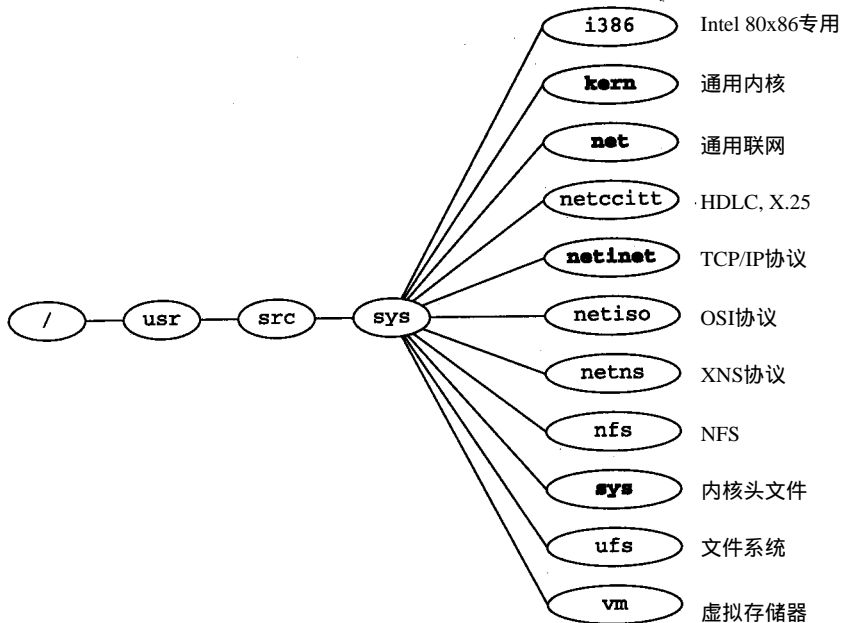 i386 Intel 80x86专用
kern 通用内核
net 通用联网
netccitt HDLC, X.25
netinet TCP/IP协议
/ usr src sys netiso OSI协议
netns XNS协议
nfs NFS
sys 内核头文件
ufs 文件系统
vm 虚拟存储器